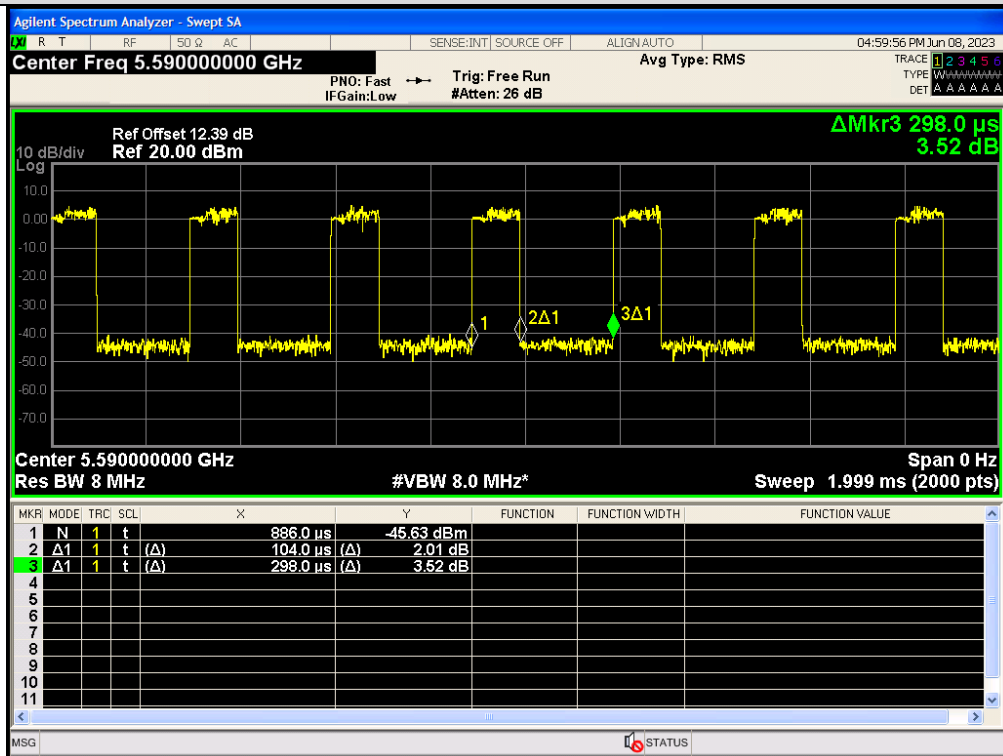 Agilent Spectrum Analyzer - Swept SA
LXI R T RF 50 Ω AC SENSE:INT SOURCE OFF ALIGN AUTO 04:59:56 PM Jun 08, 2023
Center Freq 5.590000000 GHz Avg Type: RMS TRACE 1 2 3 4 5 6
PNO: Fast Trig: Free Run TYPE W
IFGain:Low #Atten: 26 dB DET A A A A A A
ΔMkr3 298.0 µs
Ref Offset 12.39 dB
3.52 dB
10 dB/div Ref 20.00 dBm
Log
10.0
0.00
-10.0
-20.0
-30.0
1 2Δ1 3Δ1
-40.0
-50.0
-60.0
-70.0
Center 5.590000000 GHz Span 0 Hz
Res BW 8 MHz #VBW 8.0 MHz* Sweep 1.999 ms (2000 pts)
MKR MODE TRC SCL X Y FUNCTION FUNCTION WIDTH FUNCTION VALUE
1 N 1 t 886.0 µs -45.63 dBm
2 Δ1 1 t (Δ) 104.0 µs (Δ) 2.01 dB
3 Δ1 1 t (Δ) 298.0 µs (Δ) 3.52 dB
4
5
6
7
8
9
10
11
MSG STATUS